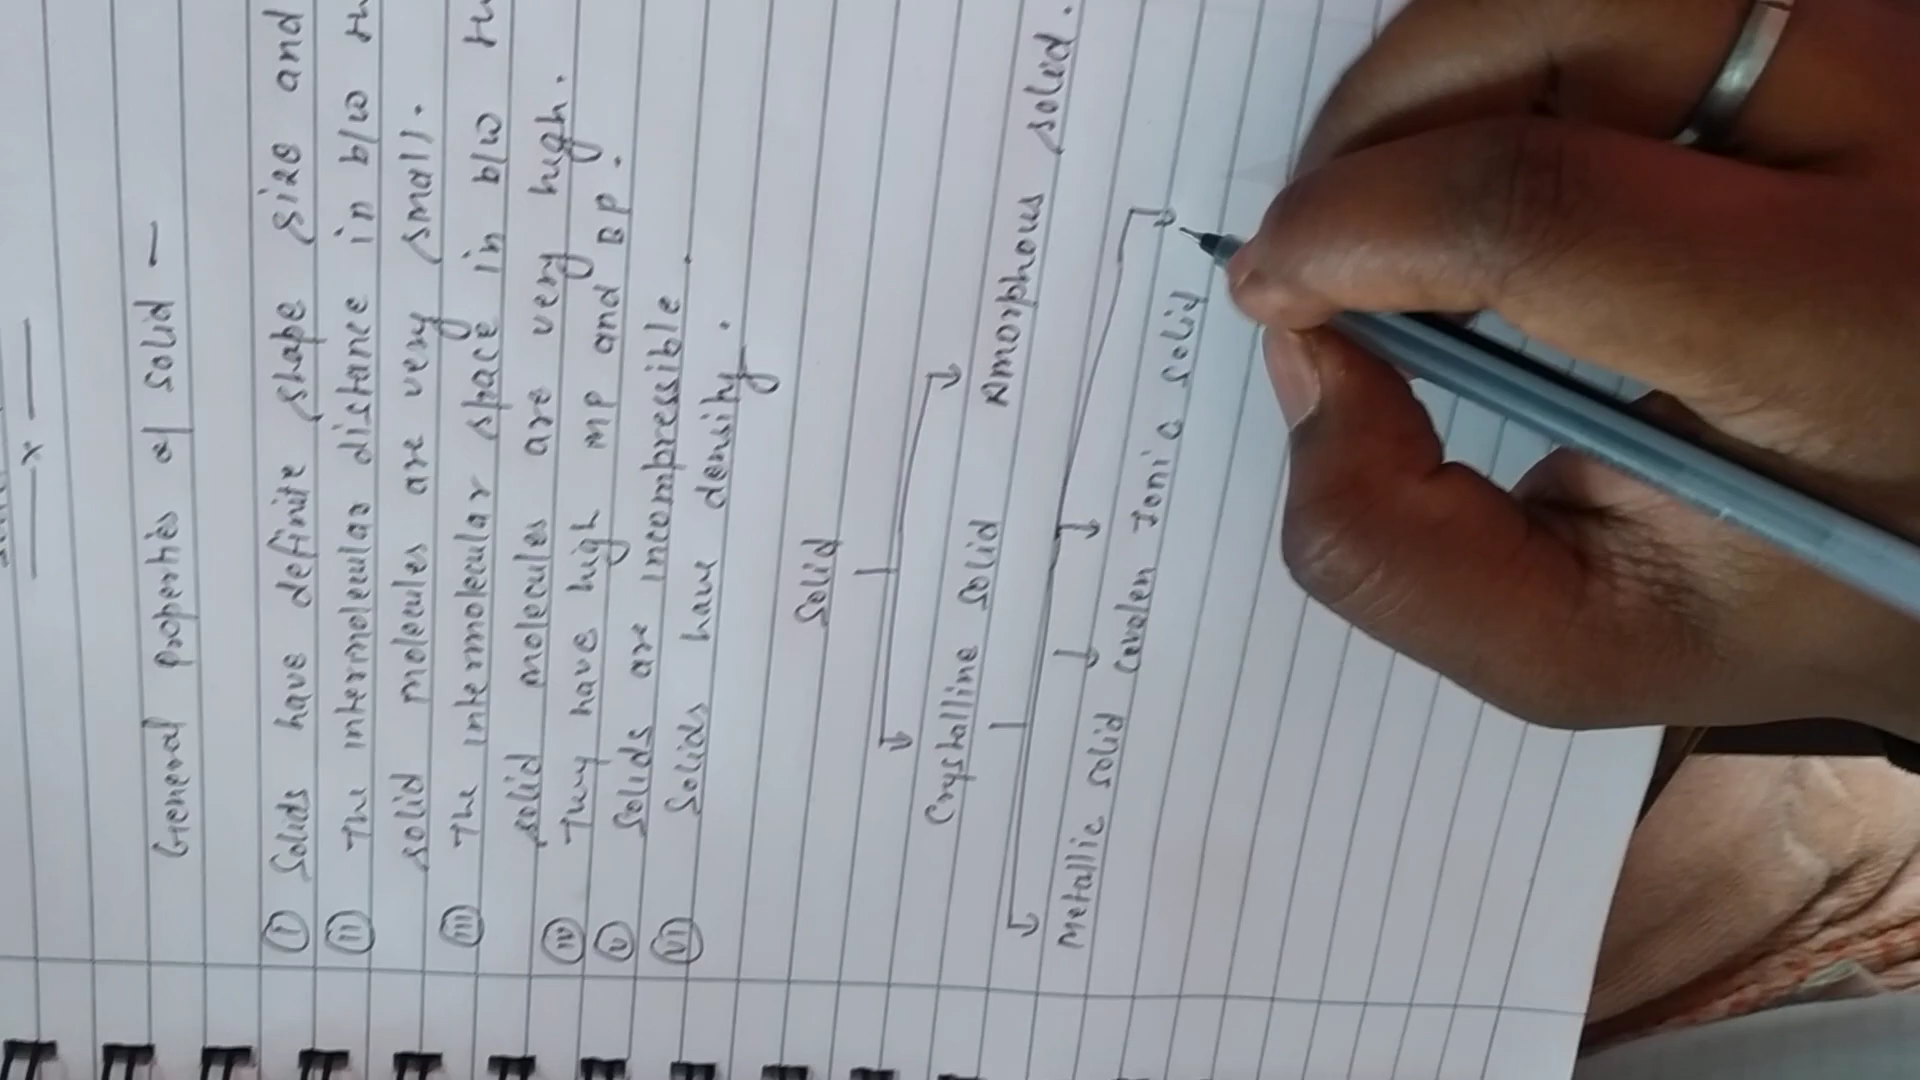 — x —
General properties of solid —
(i) Solids have definite shape size and
(ii) The intermolecular distance in b/w
solid molecules are very small.
(iii) The intermolecular space in b/w
solid molecules are very high.
(iv) They have high mp and BP.
(v) Solids are incompressible.
(vi) Solids have density.
Solid
Crystalline solid Amorphous solid.
Metallic solid Covalen Ionic solid